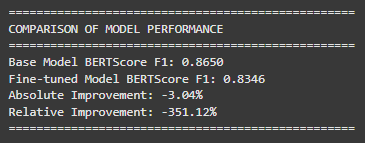 ==================================================
COMPARISON OF MODEL PERFORMANCE
==================================================
Base Model BERTScore F1: 0.8650
Fine-tuned Model BERTScore F1: 0.8346
Absolute Improvement: -3.04%
Relative Improvement: -351.12%
==================================================